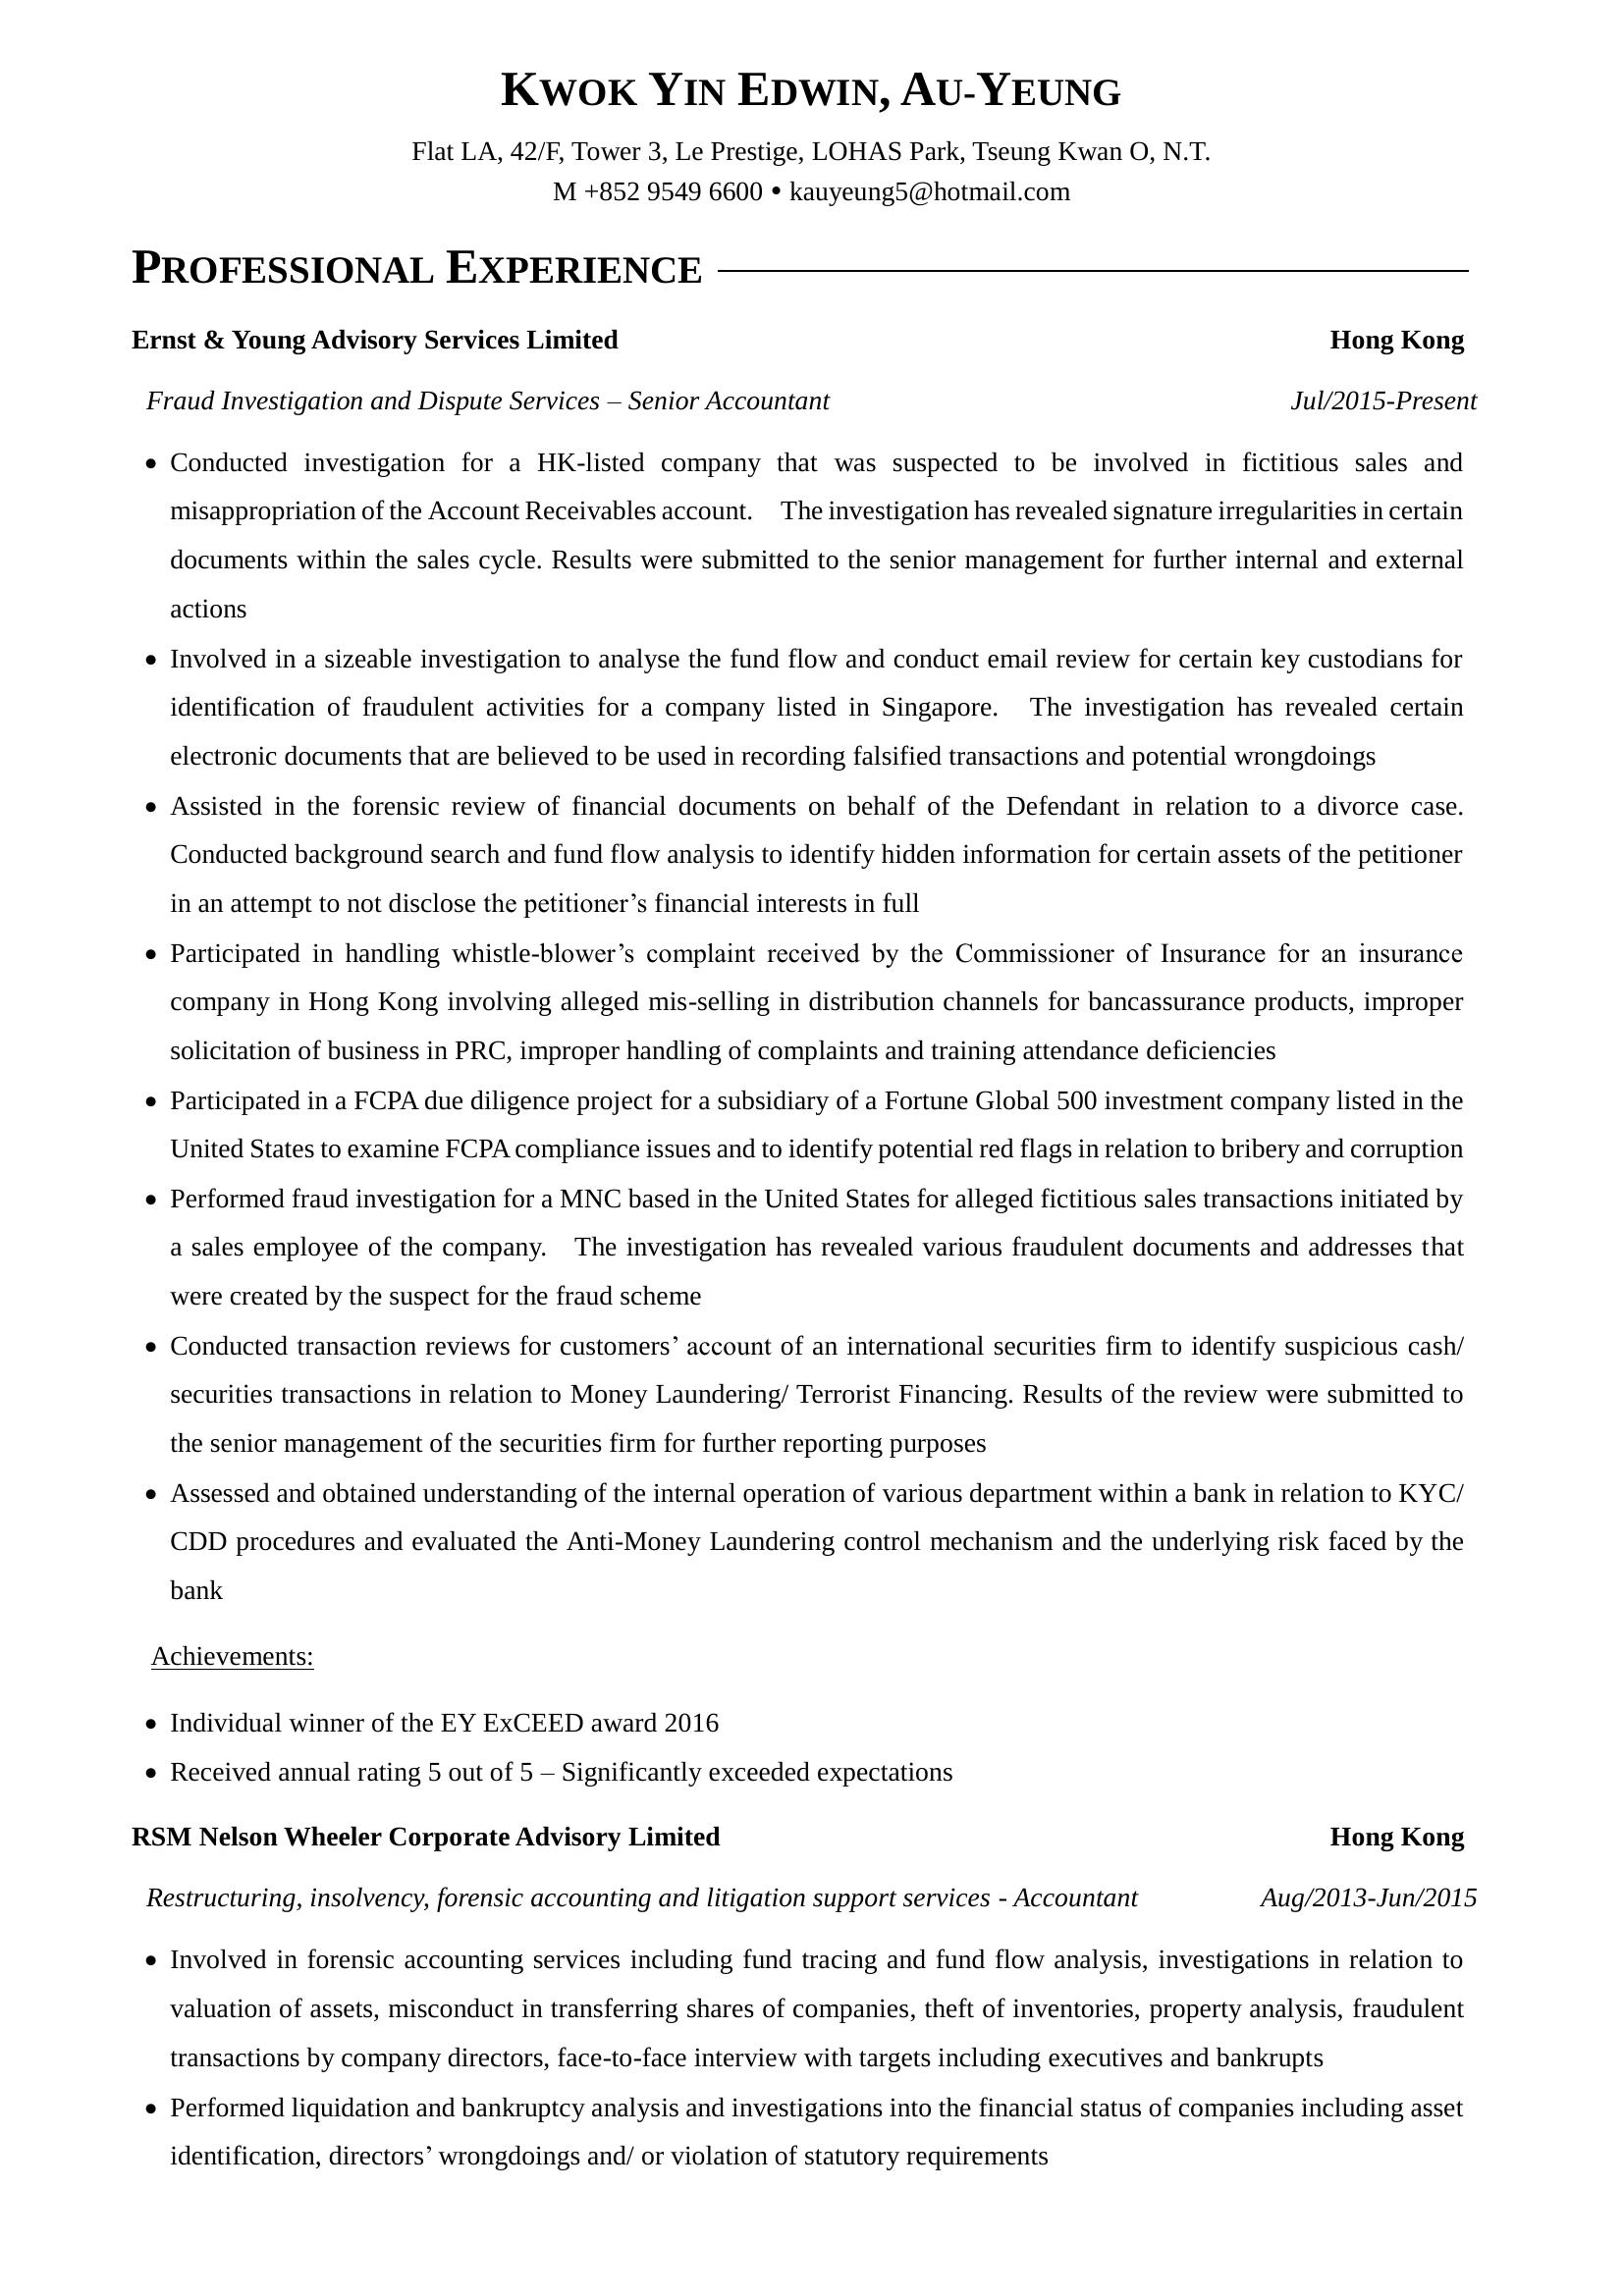 KWOK YIN EDWIN, AU-YEUNG
Flat LA, 42/F, Tower 3, Le Prestige, LOHAS Park, Tseung Kwan O, N.T.
M +852 9549 6600 • kauyeung5@hotmail.com
PROFESSIONAL EXPERIENCE
Ernst & Young Advisory Services Limited Hong Kong
Fraud Investigation and Dispute Services – Senior Accountant Jul/2015-Present
• Conducted investigation for a HK-listed company that was suspected to be involved in fictitious sales and
misappropriation of the Account Receivables account. The investigation has revealed signature irregularities in certain
documents within the sales cycle. Results were submitted to the senior management for further internal and external
actions
• Involved in a sizeable investigation to analyse the fund flow and conduct email review for certain key custodians for
identification of fraudulent activities for a company listed in Singapore. The investigation has revealed certain
electronic documents that are believed to be used in recording falsified transactions and potential wrongdoings
• Assisted in the forensic review of financial documents on behalf of the Defendant in relation to a divorce case.
Conducted background search and fund flow analysis to identify hidden information for certain assets of the petitioner
in an attempt to not disclose the petitioner’s financial interests in full
• Participated in handling whistle-blower’s complaint received by the Commissioner of Insurance for an insurance
company in Hong Kong involving alleged mis-selling in distribution channels for bancassurance products, improper
solicitation of business in PRC, improper handling of complaints and training attendance deficiencies
• Participated in a FCPA due diligence project for a subsidiary of a Fortune Global 500 investment company listed in the
United States to examine FCPA compliance issues and to identify potential red flags in relation to bribery and corruption
• Performed fraud investigation for a MNC based in the United States for alleged fictitious sales transactions initiated by
a sales employee of the company. The investigation has revealed various fraudulent documents and addresses that
were created by the suspect for the fraud scheme
• Conducted transaction reviews for customers’ account of an international securities firm to identify suspicious cash/
securities transactions in relation to Money Laundering/ Terrorist Financing. Results of the review were submitted to
the senior management of the securities firm for further reporting purposes
• Assessed and obtained understanding of the internal operation of various department within a bank in relation to KYC/
CDD procedures and evaluated the Anti-Money Laundering control mechanism and the underlying risk faced by the
bank
Achievements:
• Individual winner of the EY ExCEED award 2016
• Received annual rating 5 out of 5 – Significantly exceeded expectations
RSM Nelson Wheeler Corporate Advisory Limited Hong Kong
Restructuring, insolvency, forensic accounting and litigation support services - Accountant Aug/2013-Jun/2015
• Involved in forensic accounting services including fund tracing and fund flow analysis, investigations in relation to
valuation of assets, misconduct in transferring shares of companies, theft of inventories, property analysis, fraudulent
transactions by company directors, face-to-face interview with targets including executives and bankrupts
• Performed liquidation and bankruptcy analysis and investigations into the financial status of companies including asset
identification, directors’ wrongdoings and/ or violation of statutory requirements